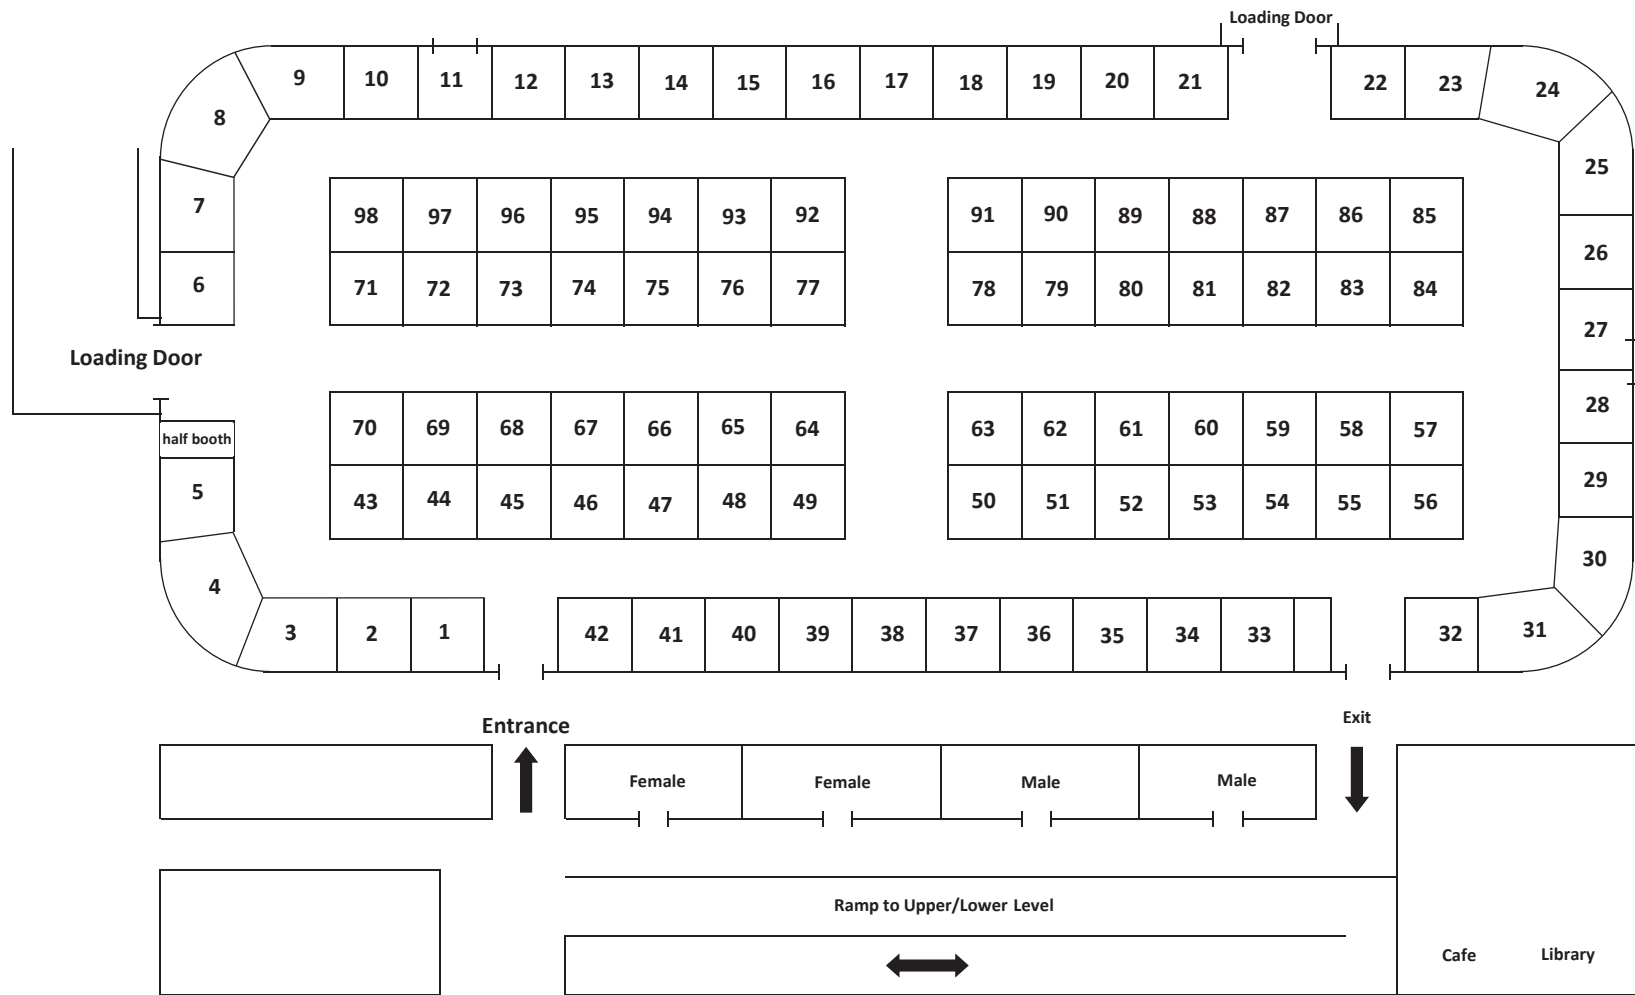 Loading Door
9 10 11 12 13 14 15 16 17 18 19 20 21 22 23 24
8
25
7
98 97 96 95 94 93 92 91 90 89 88 87 86 85
26
6
71 72 73 74 75 76 77 78 79 80 81 82 83 84
27
Loading Door
28
70 69 68 67 66 65 64 63 62 61 60 59 58 57
half booth
29
5
43 44 45 46 47 48 49 50 51 52 53 54 55 56
30
4
3 2 1 42 41 40 39 38 37 36 35 34 33 32 31
Entrance
Exit
Female Female Male Male
Ramp to Upper/Lower Level
Cafe Library